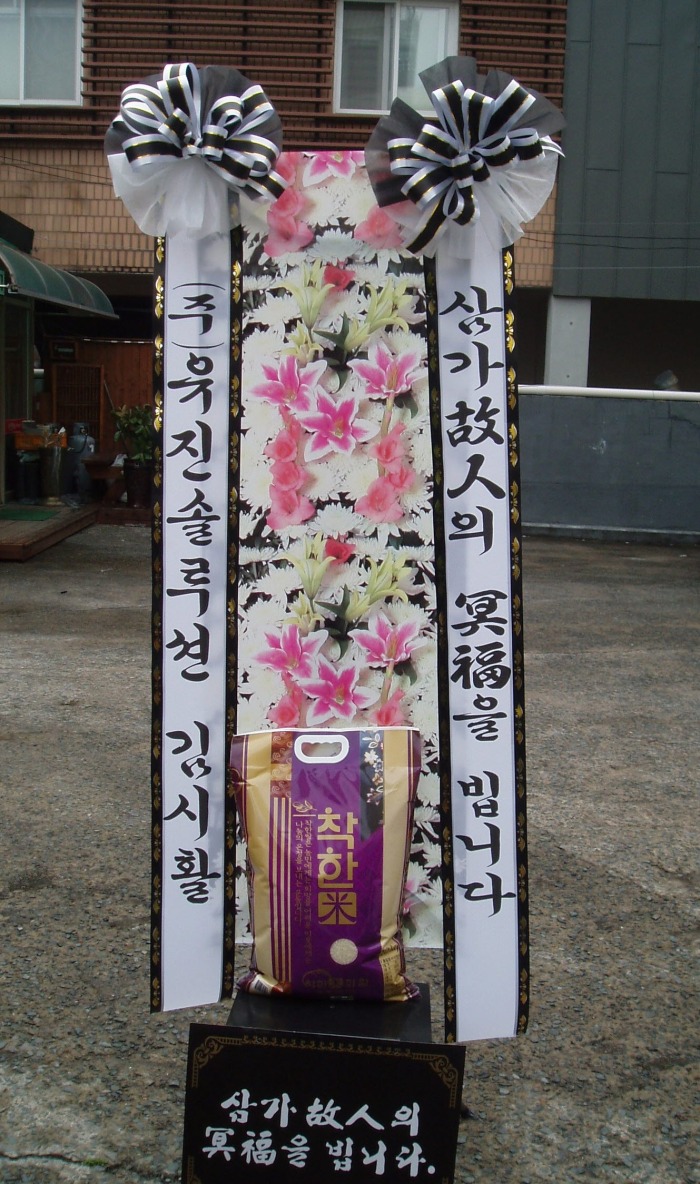 (주)유진솔루션 김시활
삼가故人의 冥福을 빕니다
착한米
삼가故人의
冥福을 빕니다.